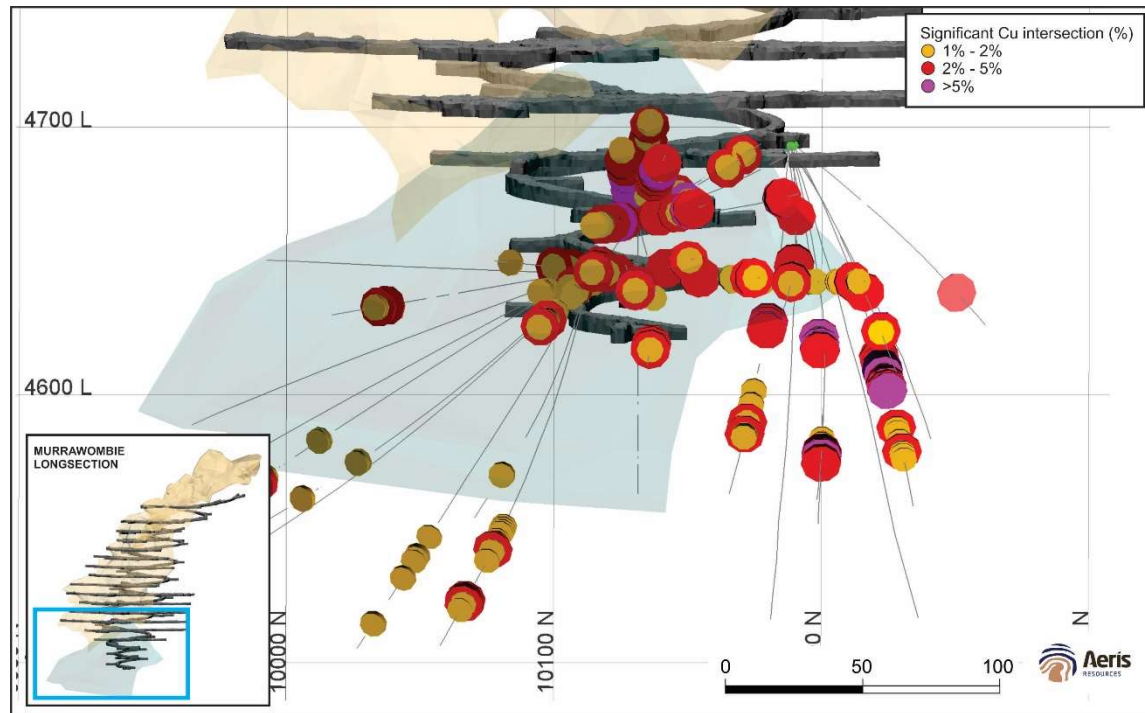 Significant Cu intersection (%)
1% - 2%
2% - 5%
>5%
4700 L
4600 L
MURRAWOMBIE
LONGSECTION
10000 N
10100 N
0 N
N
0
50
100
Aeris
RESOURCES